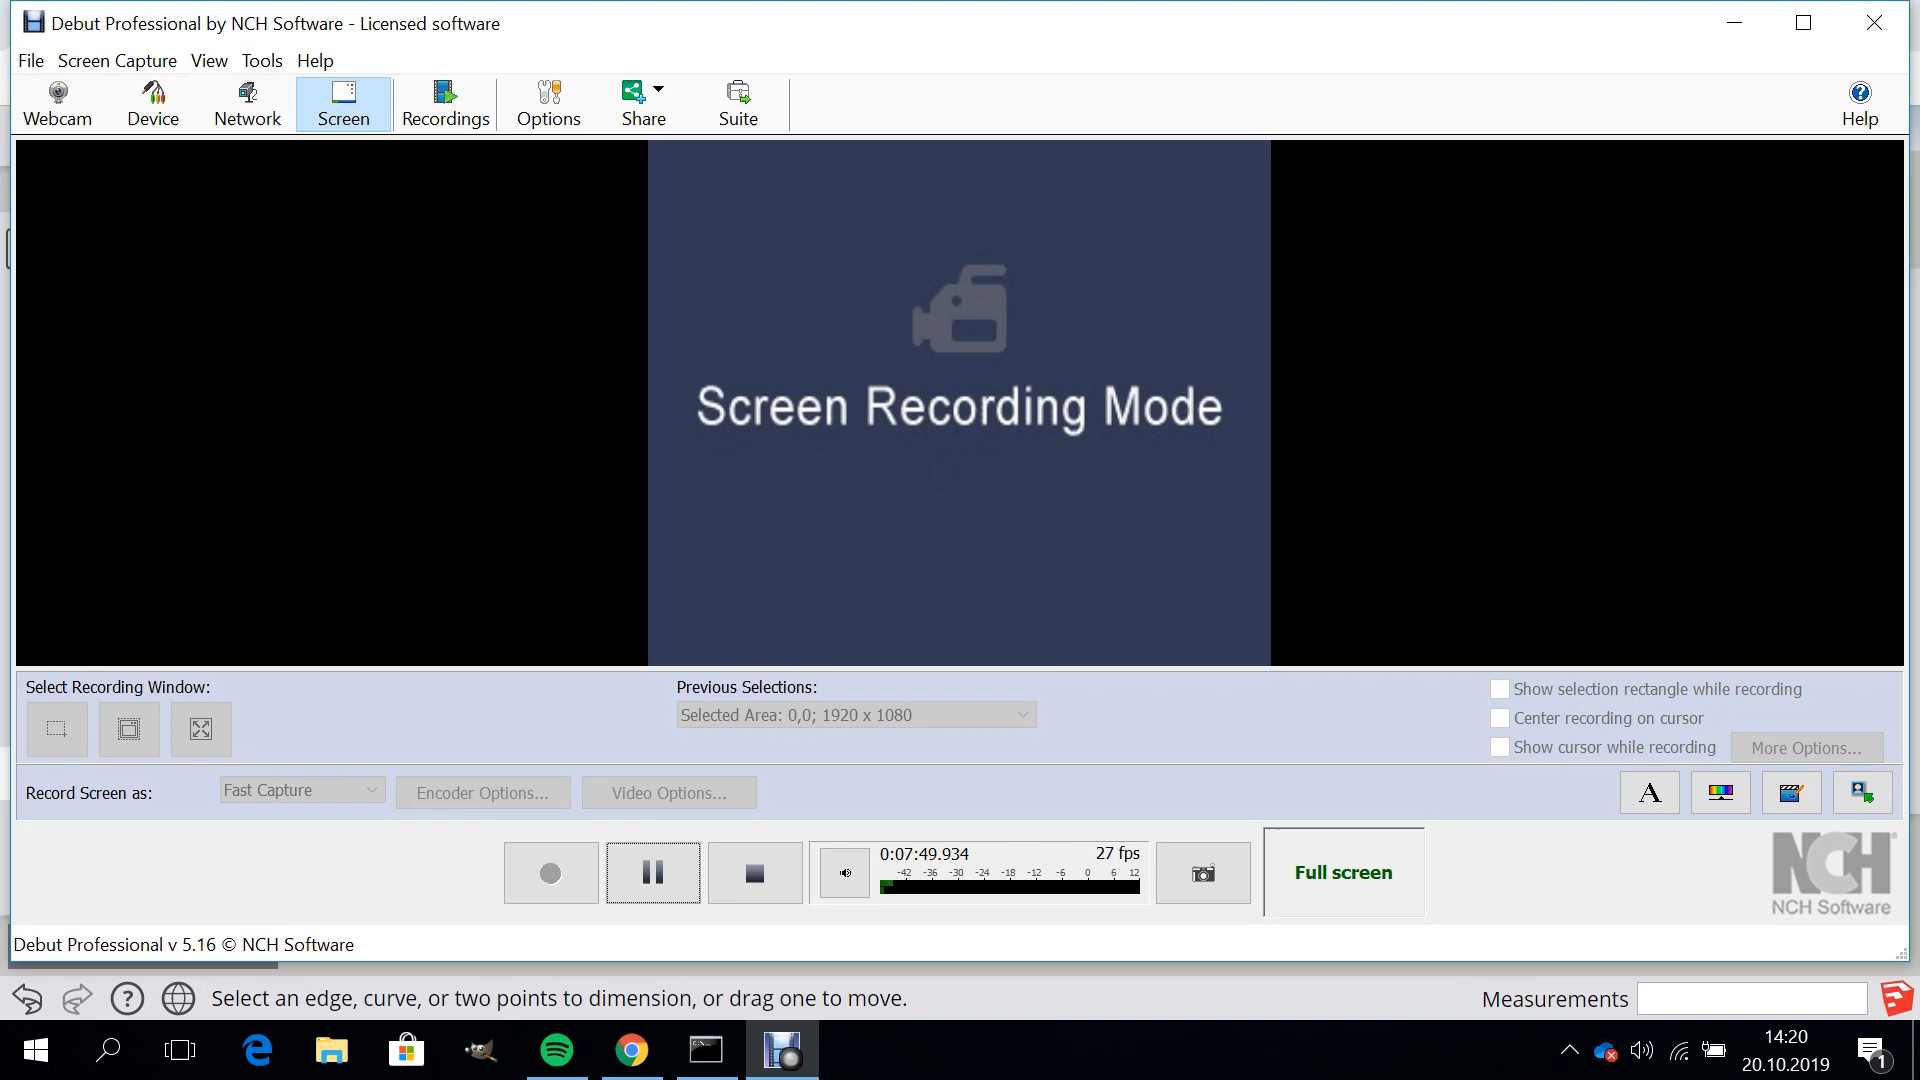 Debut Professional by NCH Software - Licensed software
File Screen Capture View Tools Help
Webcam Device Network Screen Recordings Options Share Suite Help
Screen Recording Mode
Select Recording Window:
Previous Selections:
Selected Area: 0,0; 1920 x 1080
Show selection rectangle while recording
Center recording on cursor
Show cursor while recording
More Options...
Record Screen as:
Fast Capture
Encoder Options...
Video Options...
A
0:07:49.934 27 fps
-42 -36 -30 -24 -18 -12 -6 0 6 12
Full screen
NCH
NCH Software
Debut Professional v 5.16 © NCH Software
Select an edge, curve, or two points to dimension, or drag one to move.
Measurements
14:20
20.10.2019
1